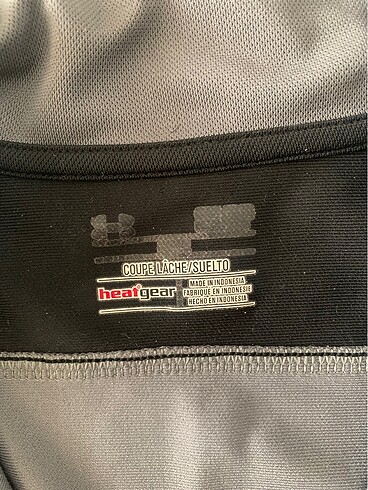 COUPE LÂCHE/SUELTO
heatgear
MADE IN INDONESIA
FABRIQUÉ EN INDONÉSIE
HECHO EN INDONESIA